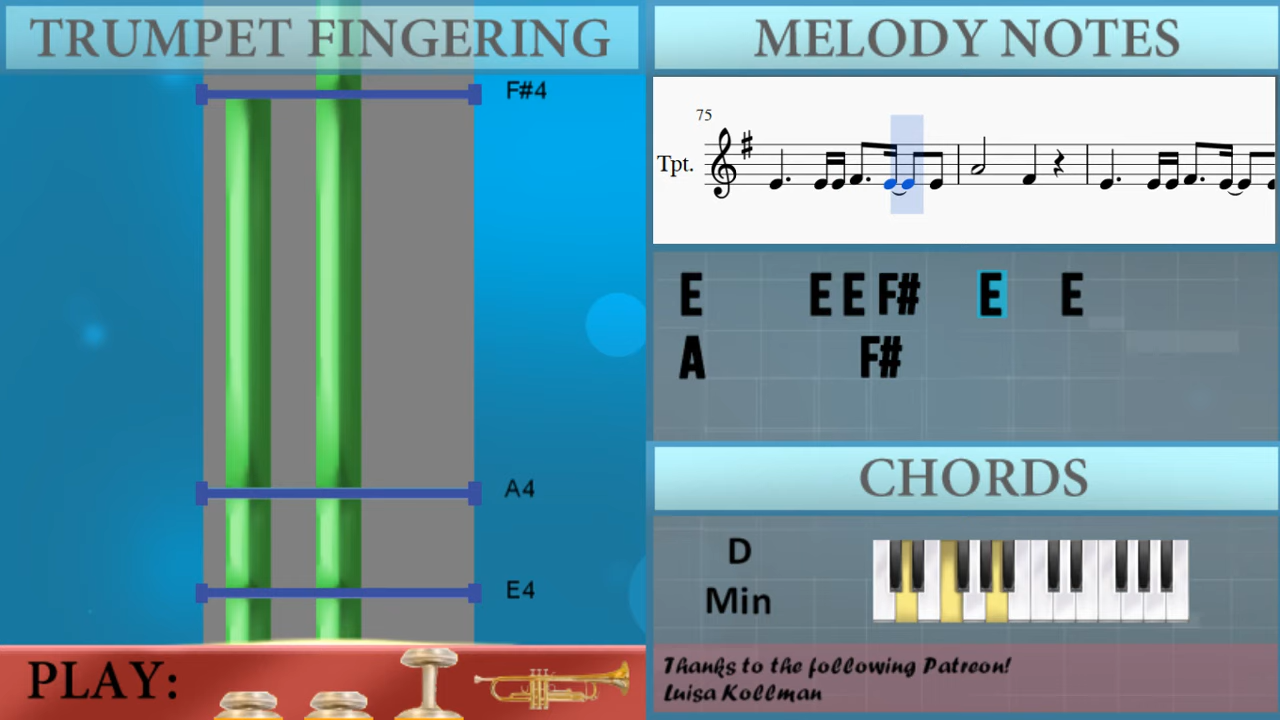 TRUMPET FINGERING
F#4
A4
E4
PLAY:
MELODY NOTES
75
Tpt.
E E E F# E E
A F#
CHORDS
D
Min
Thanks to the following Patreon!
Luisa Kollman